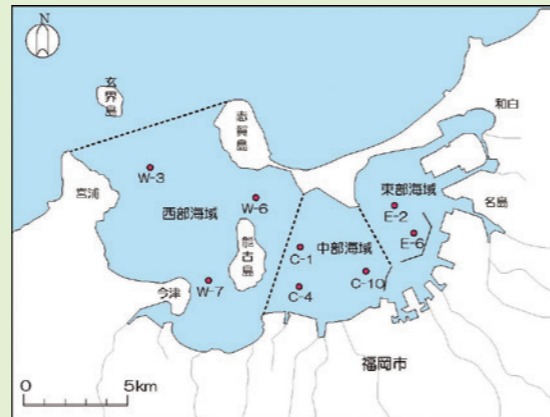 N
玄界島
志賀島
和白
宮浦
W-3
西部海域
W-6
能古島
東部海域
E-2
名島
E-6
中部海域
C-1
C-10
今津
W-7
C-4
福岡市
0
5km